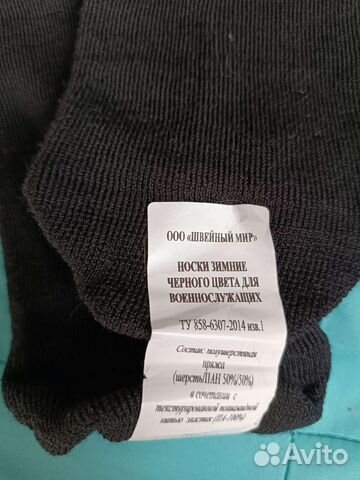 ООО «ШВЕЙНЫЙ МИР»
НОСКИ ЗИМНИЕ
ЧЕРНОГО ЦВЕТА ДЛЯ
ВОЕННОСЛУЖАЩИХ
ТУ 858-6307-2014 изв.1
Состав: полушерстяная
пряжа
(шерсть/ПАН 50%/50%)
в сочетании с
текстурированной полиамидной
нитью эластик (ПА-100%)
Avito